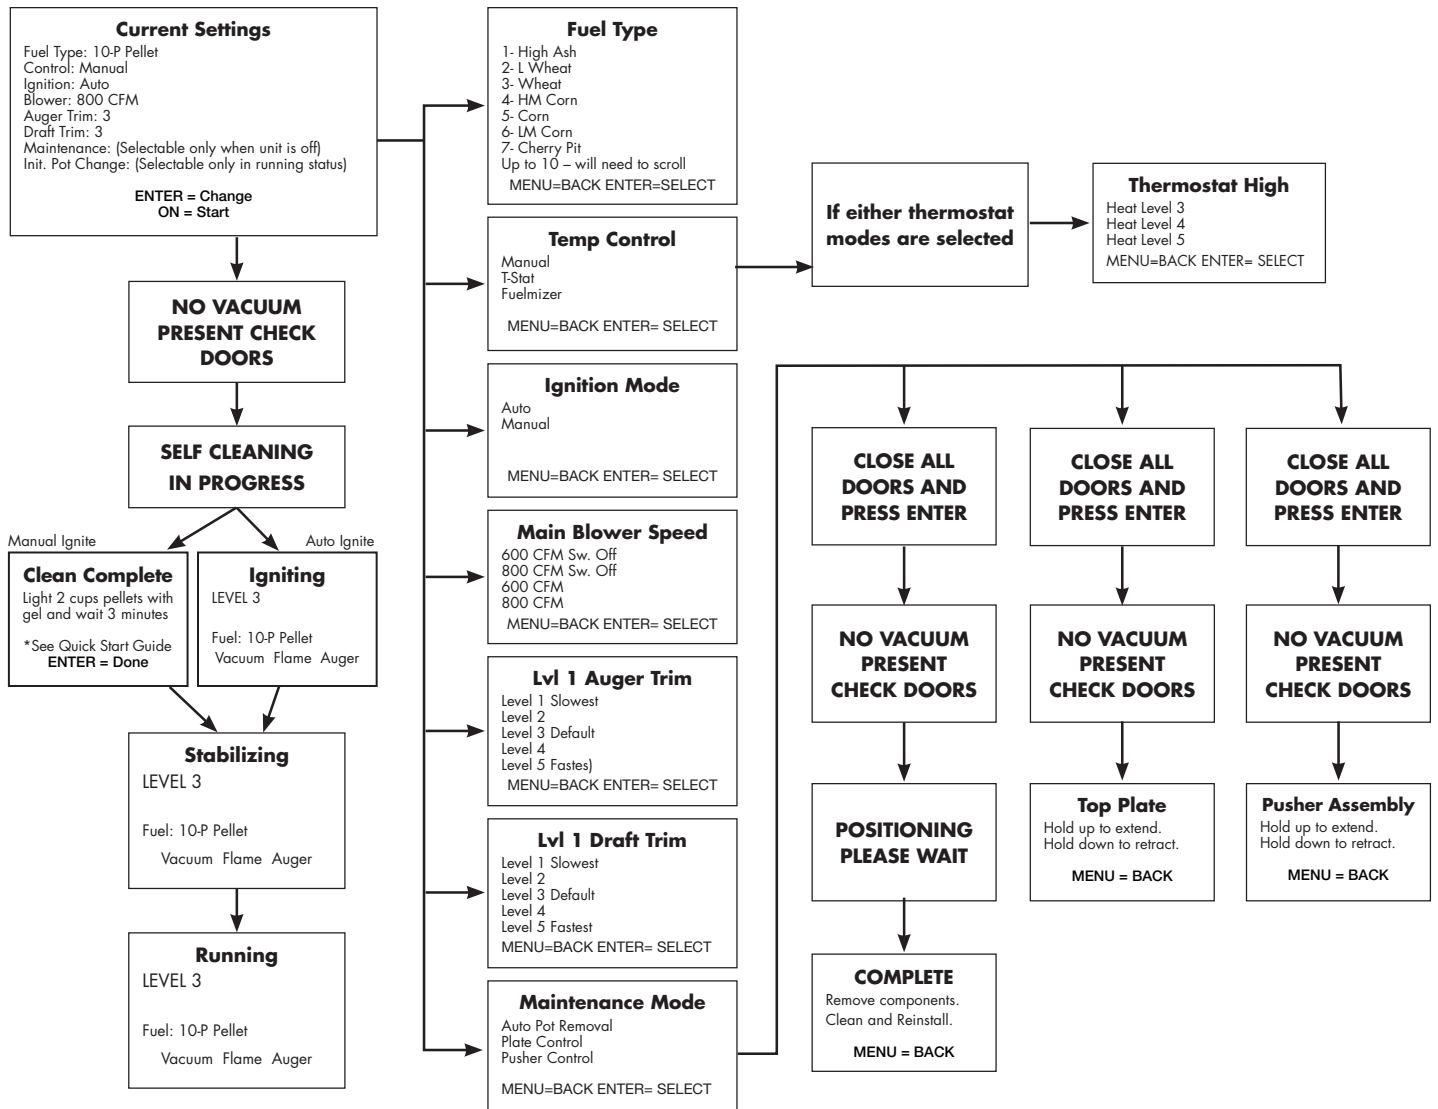 Current Settings
Fuel Type: 10-P Pellet
Control: Manual
Ignition: Auto
Blower: 800 CFM
Auger Trim: 3
Draft Trim: 3
Maintenance: (Selectable only when unit is off)
Init. Pot Change: (Selectable only in running status)
ENTER = Change
ON = Start
NO VACUUM
PRESENT CHECK
DOORS
SELF CLEANING
IN PROGRESS
Manual Ignite
Auto Ignite
Clean Complete
Light 2 cups pellets with
gel and wait 3 minutes
*See Quick Start Guide
ENTER = Done
Igniting
LEVEL 3
Fuel: 10-P Pellet
Vacuum Flame Auger
Stabilizing
LEVEL 3
Fuel: 10-P Pellet
Vacuum Flame Auger
Running
LEVEL 3
Fuel: 10-P Pellet
Vacuum Flame Auger
Fuel Type
1- High Ash
2- L Wheat
3- Wheat
4- HM Corn
5- Corn
6- LM Corn
7- Cherry Pit
Up to 10 – will need to scroll
MENU=BACK ENTER=SELECT
Temp Control
Manual
T-Stat
Fuelmizer
MENU=BACK ENTER= SELECT
If either thermostat
modes are selected
Thermostat High
Heat Level 3
Heat Level 4
Heat Level 5
MENU=BACK ENTER= SELECT
Ignition Mode
Auto
Manual
MENU=BACK ENTER= SELECT
Main Blower Speed
600 CFM Sw. Off
800 CFM Sw. Off
600 CFM
800 CFM
MENU=BACK ENTER= SELECT
Lvl 1 Auger Trim
Level 1 Slowest
Level 2
Level 3 Default
Level 4
Level 5 Fastes)
MENU=BACK ENTER= SELECT
Lvl 1 Draft Trim
Level 1 Slowest
Level 2
Level 3 Default
Level 4
Level 5 Fastest
MENU=BACK ENTER= SELECT
Maintenance Mode
Auto Pot Removal
Plate Control
Pusher Control
MENU=BACK ENTER= SELECT
CLOSE ALL
DOORS AND
PRESS ENTER
NO VACUUM
PRESENT
CHECK DOORS
POSITIONING
PLEASE WAIT
COMPLETE
Remove components.
Clean and Reinstall.
MENU = BACK
CLOSE ALL
DOORS AND
PRESS ENTER
NO VACUUM
PRESENT
CHECK DOORS
Top Plate
Hold up to extend.
Hold down to retract.
MENU = BACK
CLOSE ALL
DOORS AND
PRESS ENTER
NO VACUUM
PRESENT
CHECK DOORS
Pusher Assembly
Hold up to extend.
Hold down to retract.
MENU = BACK